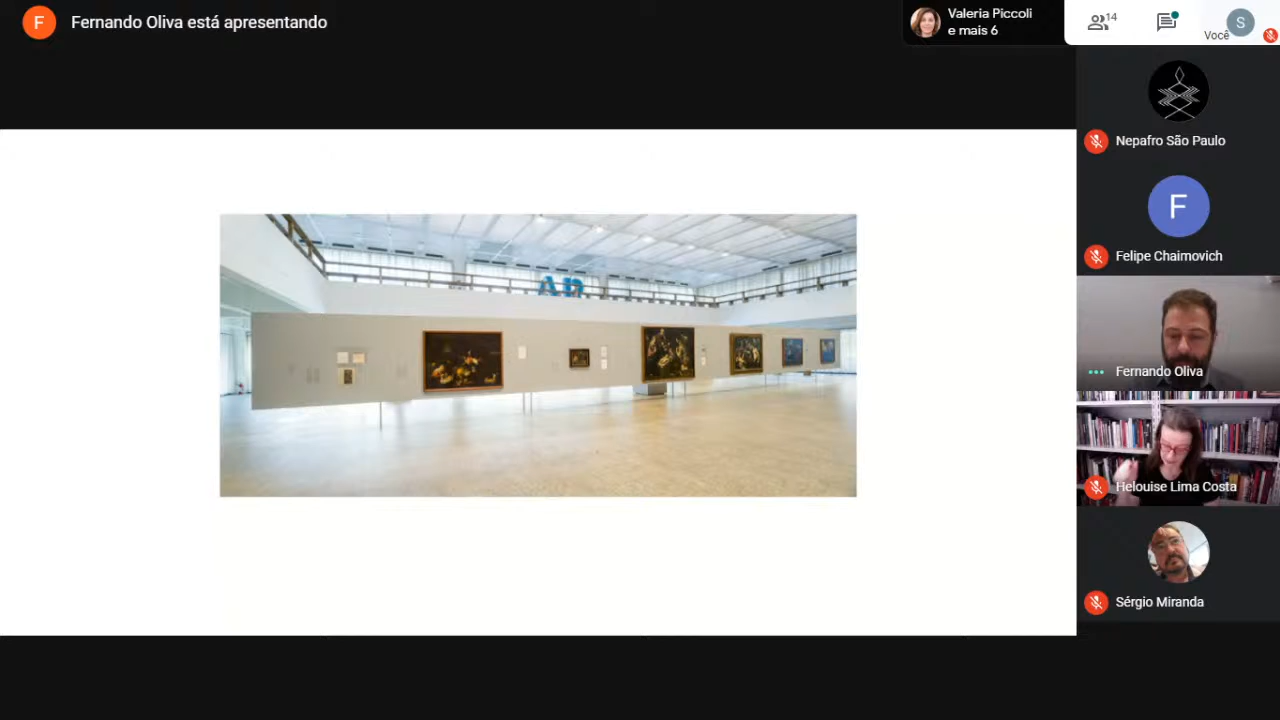 F
Fernando Oliva está apresentando
Valeria Piccoli
e mais 6
14
S
Você
Nepafro São Paulo
F
Felipe Chaimovich
Fernando Oliva
Helouise Lima Costa
Sérgio Miranda